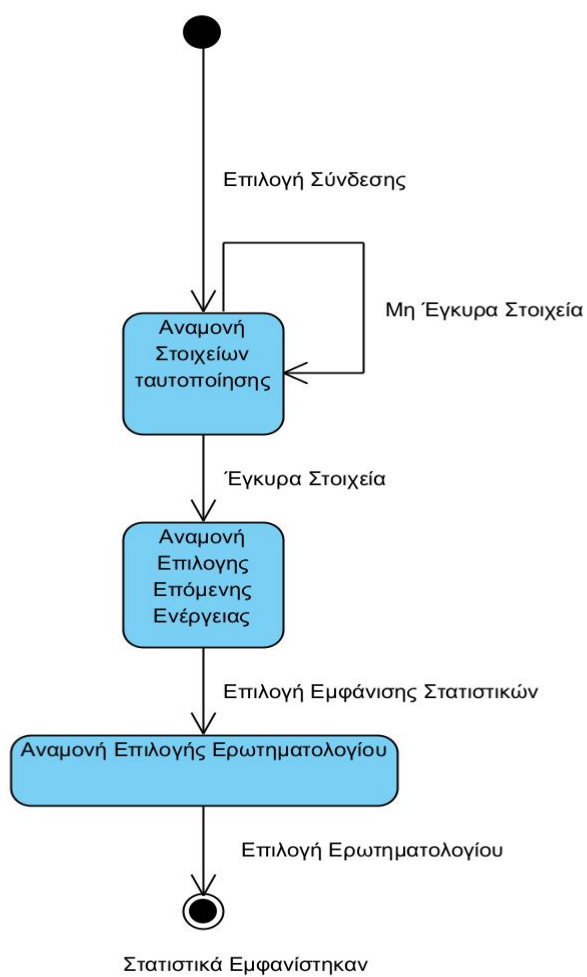 Επιλογή Σύνδεσης
Μη Έγκυρα Στοιχεία
Αναμονή
Στοιχείων
ταυτοποίησης
Έγκυρα Στοιχεία
Αναμονή
Επιλογης
Επόμενης
Ενέργειας
Επιλογή Εμφάνισης Στατιστικών
Αναμονή Επιλογής Ερωτηματολογίου
Επιλογή Ερωτηματολογίου
Στατιστικά Εμφανίστηκαν